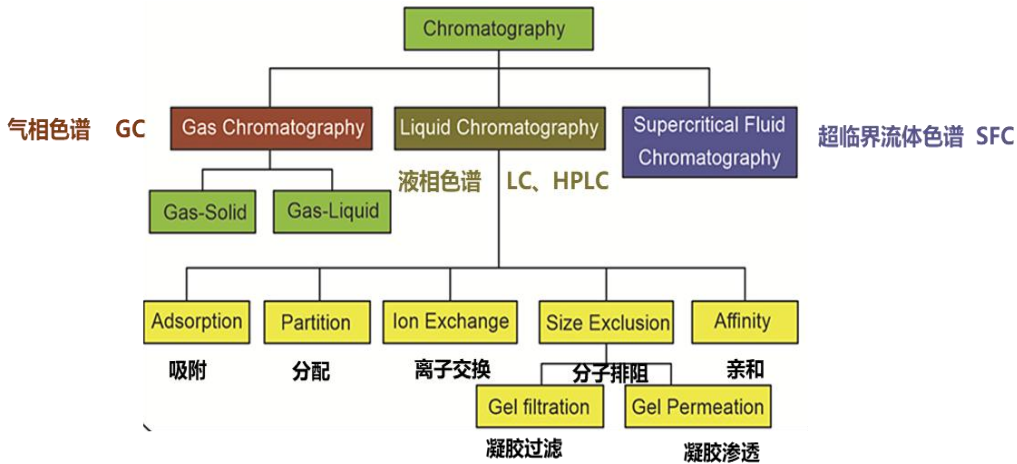 Chromatography
气相色谱 GC
Gas Chromatography
Liquid Chromatography
Supercritical Fluid
Chromatography
超临界流体色谱 SFC
液相色谱 LC、HPLC
Gas-Solid
Gas-Liquid
Adsorption
Partition
Ion Exchange
Size Exclusion
Affinity
吸附
分配
离子交换
分子排阻
亲和
Gel filtration
Gel Permeation
凝胶过滤
凝胶渗透